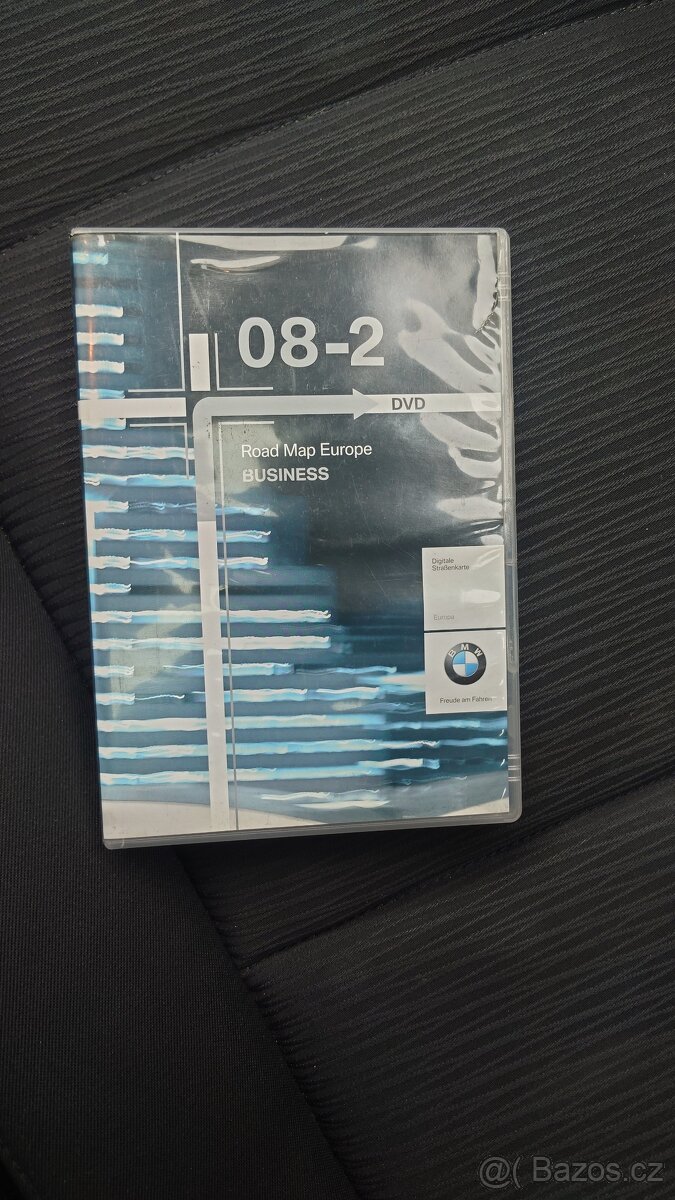 08-2
DVD
Road Map Europe
BUSINESS
Digitale
Straßenkarte
Europa
BMW
Freude am Fahren
@( Bazos.cz